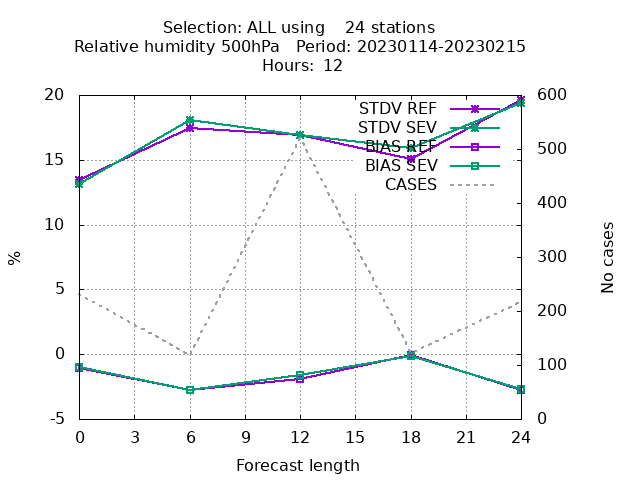 Selection: ALL using    24 stations
Relative humidity 500hPa   Period: 20230114-20230215
Hours: 12
STDV REF
STDV SEV
BIAS REF
BIAS SEV
CASES
20
15
10
5
0
-5
%
600
500
400
300
200
100
0
No cases
0 3 6 9 12 15 18 21 24
Forecast length